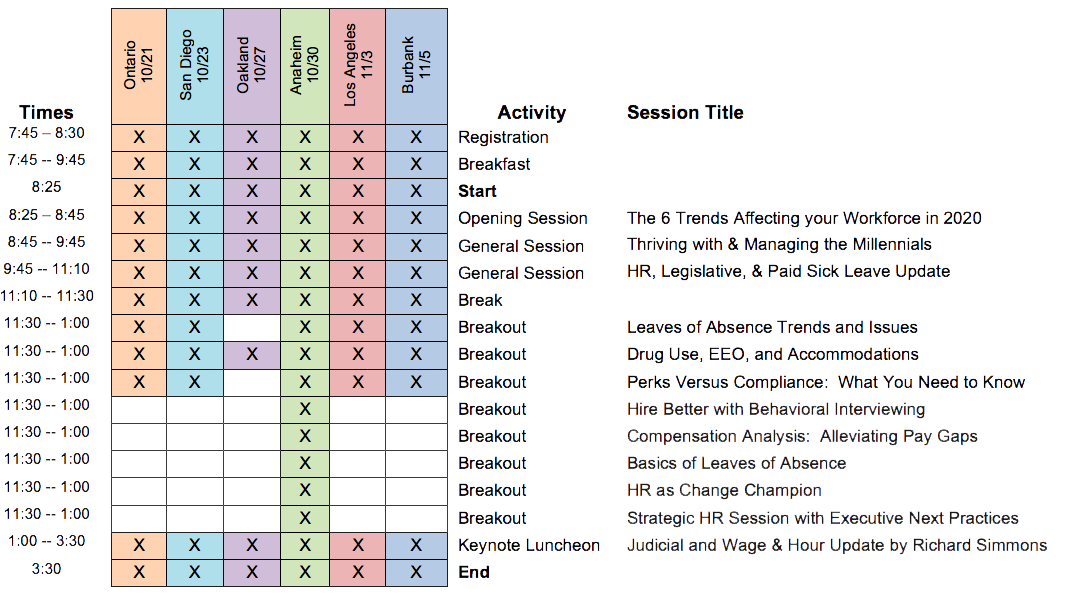 Ontario
10/21
San Diego
10/23
Oakland
10/27
Anaheim
10/30
Los Angeles
11/3
Burbank
11/5
Times Activity Session Title
7:45 – 8:30 X X X X X X Registration
7:45 -- 9:45 X X X X X X Breakfast
8:25 X X X X X X Start
8:25 – 8:45 X X X X X X Opening Session The 6 Trends Affecting your Workforce in 2020
8:45 -- 9:45 X X X X X X General Session Thriving with & Managing the Millennials
9:45 -- 11:10 X X X X X X General Session HR, Legislative, & Paid Sick Leave Update
11:10 -- 11:30 X X X X X X Break
11:30 -- 1:00 X X X X X Breakout Leaves of Absence Trends and Issues
11:30 -- 1:00 X X X X X X Breakout Drug Use, EEO, and Accommodations
11:30 -- 1:00 X X X X X Breakout Perks Versus Compliance:  What You Need to Know
11:30 -- 1:00 X Breakout Hire Better with Behavioral Interviewing
11:30 -- 1:00 X Breakout Compensation Analysis:  Alleviating Pay Gaps
11:30 -- 1:00 X Breakout Basics of Leaves of Absence
11:30 -- 1:00 X Breakout HR as Change Champion
11:30 -- 1:00 X Breakout Strategic HR Session with Executive Next Practices
1:00 -- 3:30 X X X X X X Keynote Luncheon Judicial and Wage & Hour Update by Richard Simmons
3:30 X X X X X X End